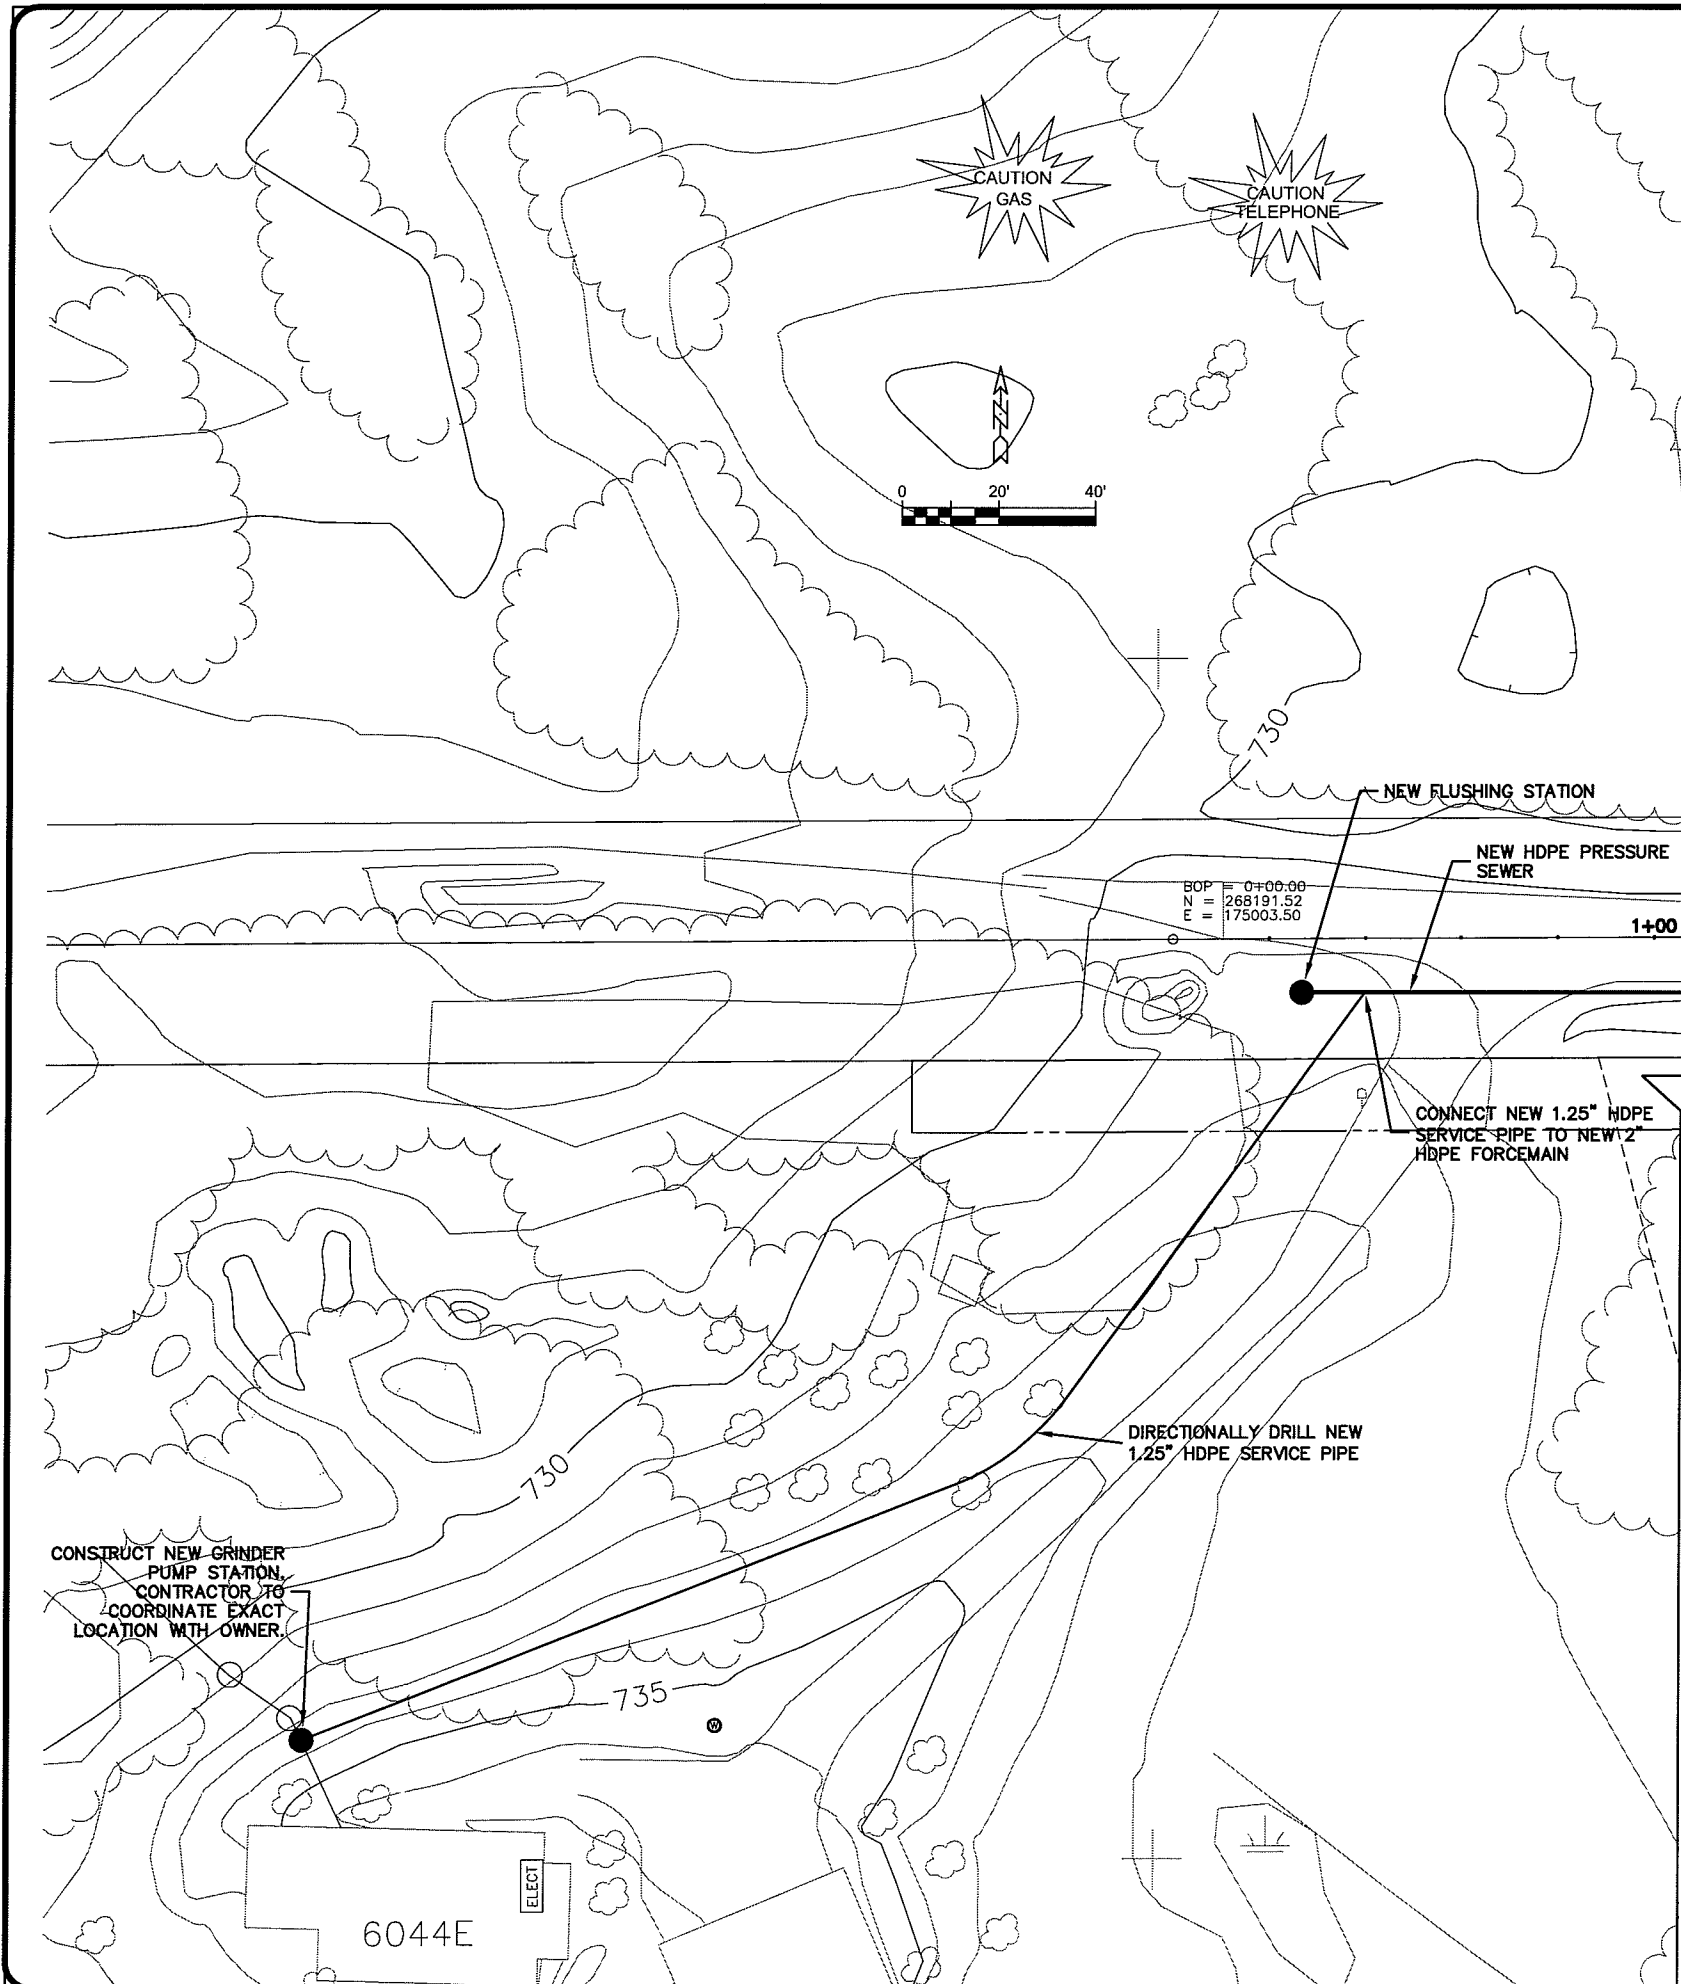 CAUTION
GAS
CAUTION
TELEPHONE
N
0 20' 40'
730
NEW FLUSHING STATION
NEW HDPE PRESSURE
SEWER
BOP = 0+00.00
N = 268191.52
E = 175003.50
1+00
CONNECT NEW 1.25" HDPE
SERVICE PIPE TO NEW 2"
HDPE FORCEMAIN
DIRECTIONALLY DRILL NEW
1.25" HDPE SERVICE PIPE
730
CONSTRUCT NEW GRINDER
PUMP STATION.
CONTRACTOR TO
COORDINATE EXACT
LOCATION WITH OWNER.
735
W
ELECT
6044E